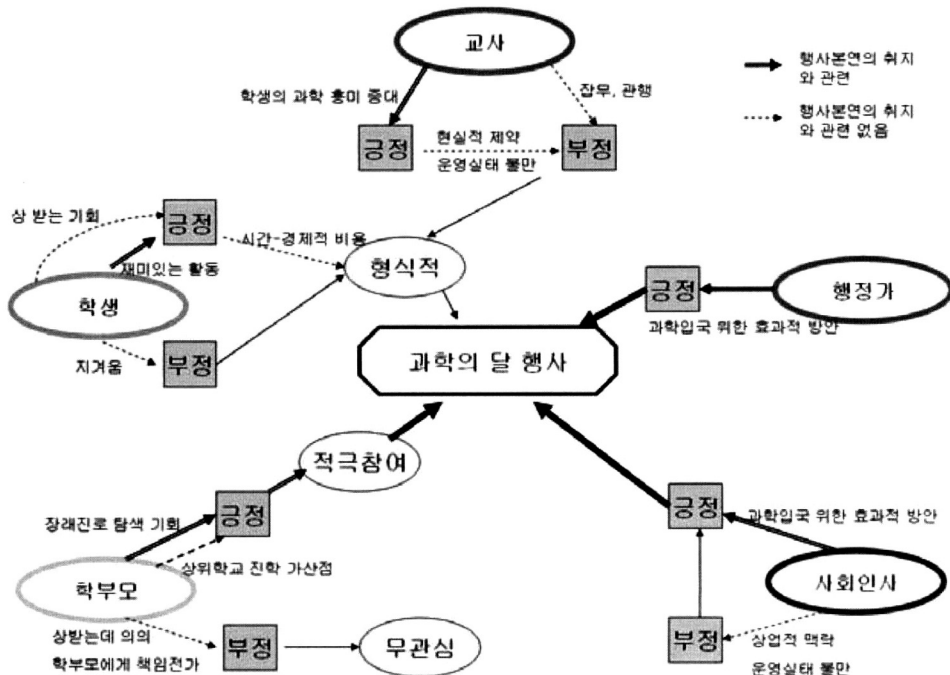 교사
행사본연의 취지
와 관련
행사본연의 취지
와 관련 없음
학생의 과학 흥미 증대
잡무, 관행
긍정
현실적 제약
운영실태 불만
부정
상 받는 기회
긍정
시간-경제적 비용
재미있는 활동
형식적
학생
긍정
행정가
과학입국 위한 효과적 방안
지겨움
부정
과학의 달 행사
적극참여
장래진로 탐색 기회
긍정
긍정
과학입국 위한 효과적 방안
상위학교 진학 가산점
학부모
사회인사
상받는데 의의
학부모에게 책임전가
부정
무관심
부정
상업적 맥락
운영실태 불만